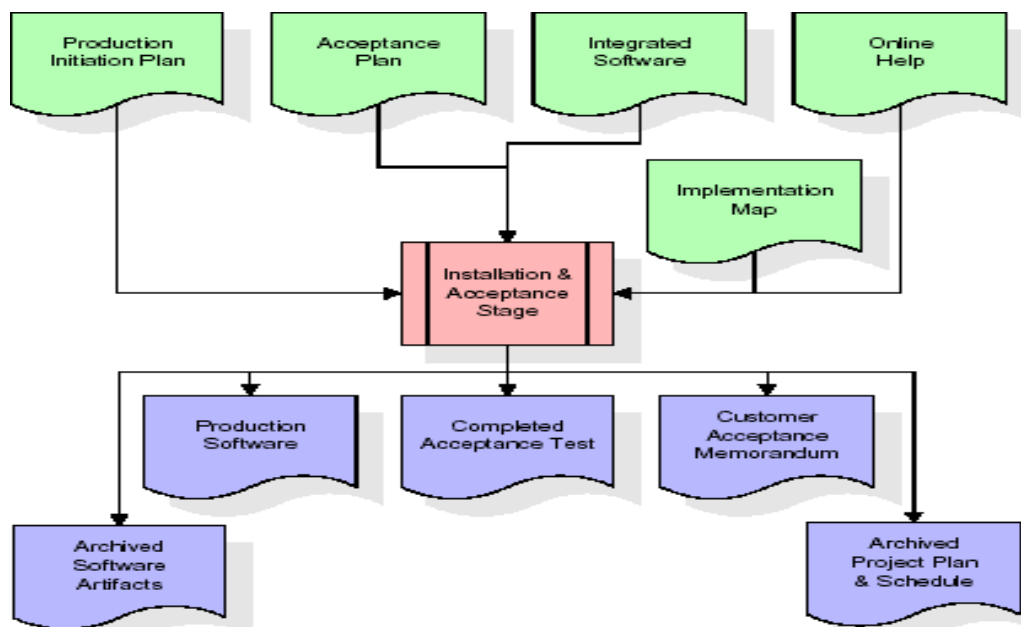 Production
Initiation Plan
Acceptance
Plan
Integrated
Software
Online
Help
Implementation
Map
Installation &
Acceptance
Stage
Production
Software
Completed
Acceptance Test
Customer
Acceptance
Memorandum
Archived
Software
Artifacts
Archived
Project Plan
& Schedule